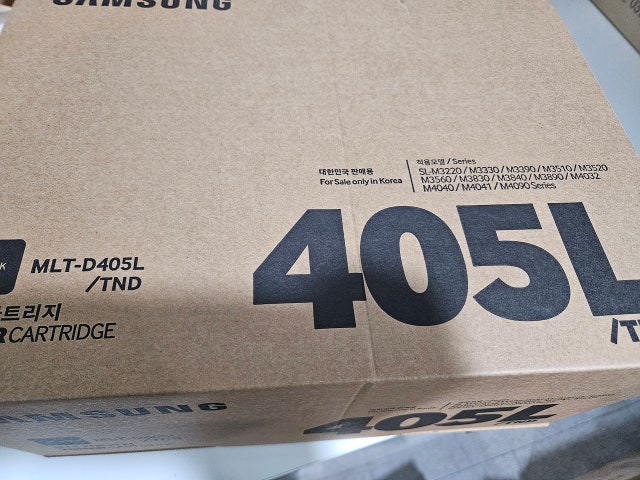 SAMSUNG
대한민국 판매용
For Sale only in Korea
적용모델 / Series
SL-M3220 / M3330 / M3390 / M3510 / M3520
M3560 / M3830 / M3840 / M3890 / M4032
M4040 / M4041 / M4090 Series
405L
K
MLT-D405L
/TND
트리지
R CARTRIDGE
SAMSUNG
405L
/TND